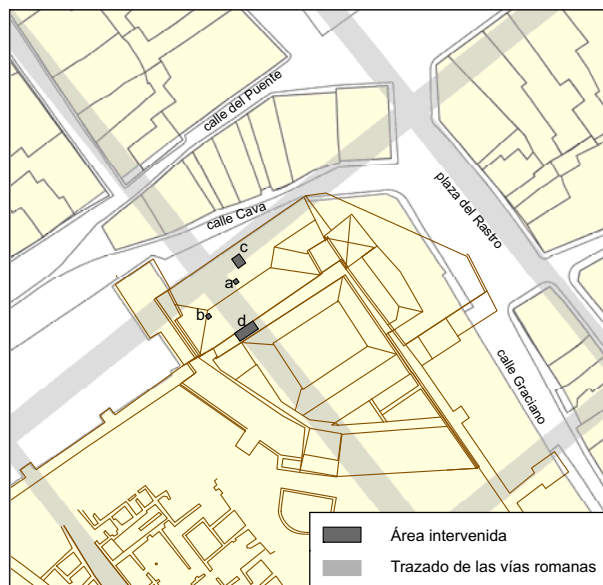 calle del Puente
calle Cava
plaza del Rastro
c
a
b
d
calle Graciano
Área intervenida
Trazado de las vías romanas